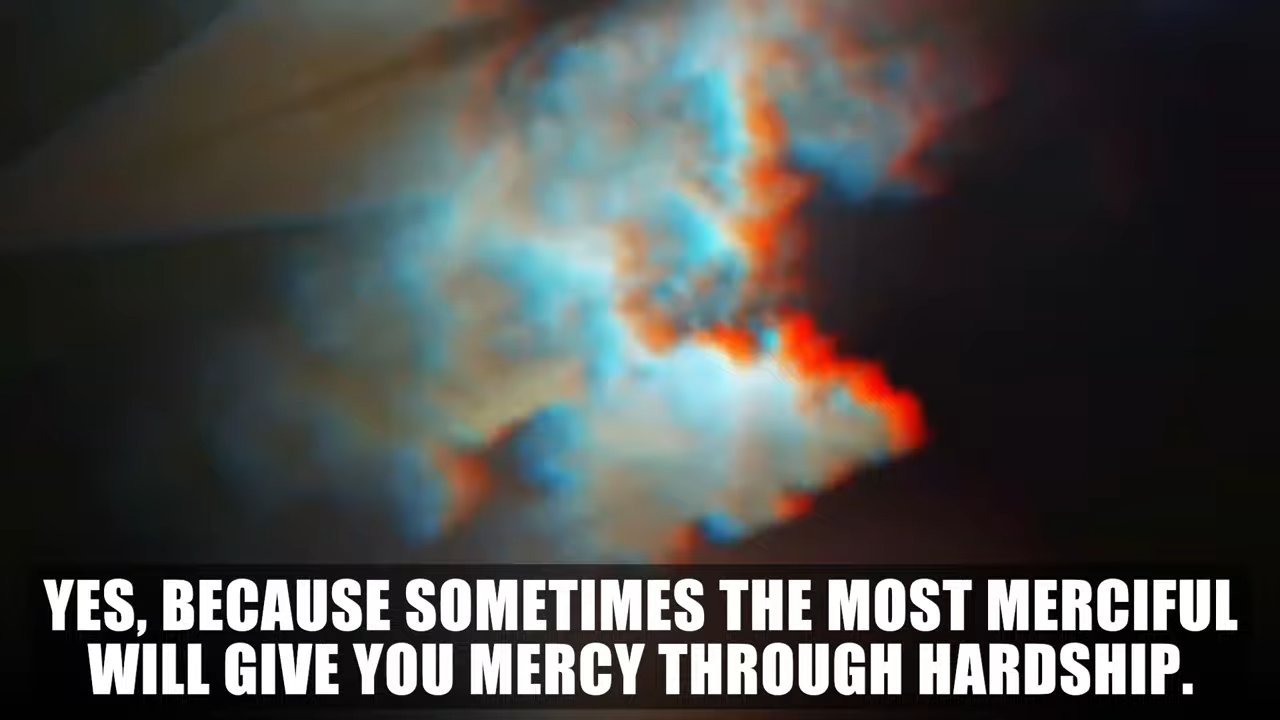 YES, BECAUSE SOMETIMES THE MOST MERCIFUL
WILL GIVE YOU MERCY THROUGH HARDSHIP.